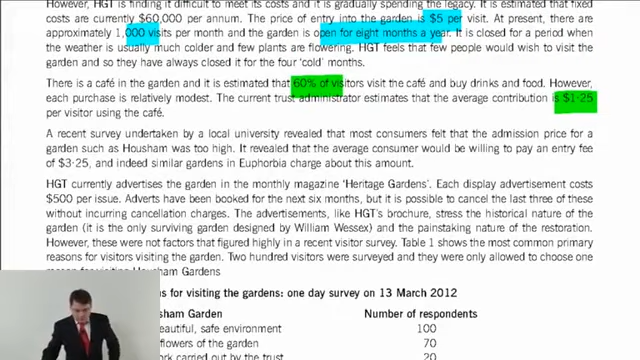 However, HGT is finding it difficult to meet its costs and it is gradually spending the legacy. It is estimated that fixed
costs are currently $60,000 per annum. The price of entry into the garden is $5 per visit. At present, there are
approximately 1,000 visits per month and the garden is open for eight months a year. It is closed for a period when
the weather is usually much colder and few plants are flowering. HGT feels that few people would wish to visit the
garden and so they have always closed it for the four 'cold' months.
There is a café in the garden and it is estimated that 60% of visitors visit the café and buy drinks and food. However,
each purchase is relatively modest. The current trust administrator estimates that the average contribution is $1·25
per visitor using the café.
A recent survey undertaken by a local university revealed that most consumers felt that the admission price for a
garden such as Housham was too high. It revealed that the average consumer would be willing to pay an entry fee
of $3·25, and indeed similar gardens in Euphorbia charge about this amount.
HGT currently advertises the garden in the monthly magazine 'Heritage Gardens'. Each display advertisement costs
$500 per issue. Adverts have been booked for the next six months, but it is possible to cancel the last three of these
without incurring cancellation charges. The advertisements, like HGT's brochure, stress the historical nature of the
garden (it is the only surviving garden designed by William Wessex) and the painstaking nature of the restoration.
However, these were not factors that figured highly in a recent visitor survey. Table 1 shows the most common primary
reasons for visitors visiting the garden. Two hundred visitors were surveyed and they were only allowed to choose one
for visiting Housham Gardens
for visiting the gardens: one day survey on 13 March 2012
Garden Number of respondents
beautiful, safe environment 100
flowers of the garden 70
work carried out by the trust 20